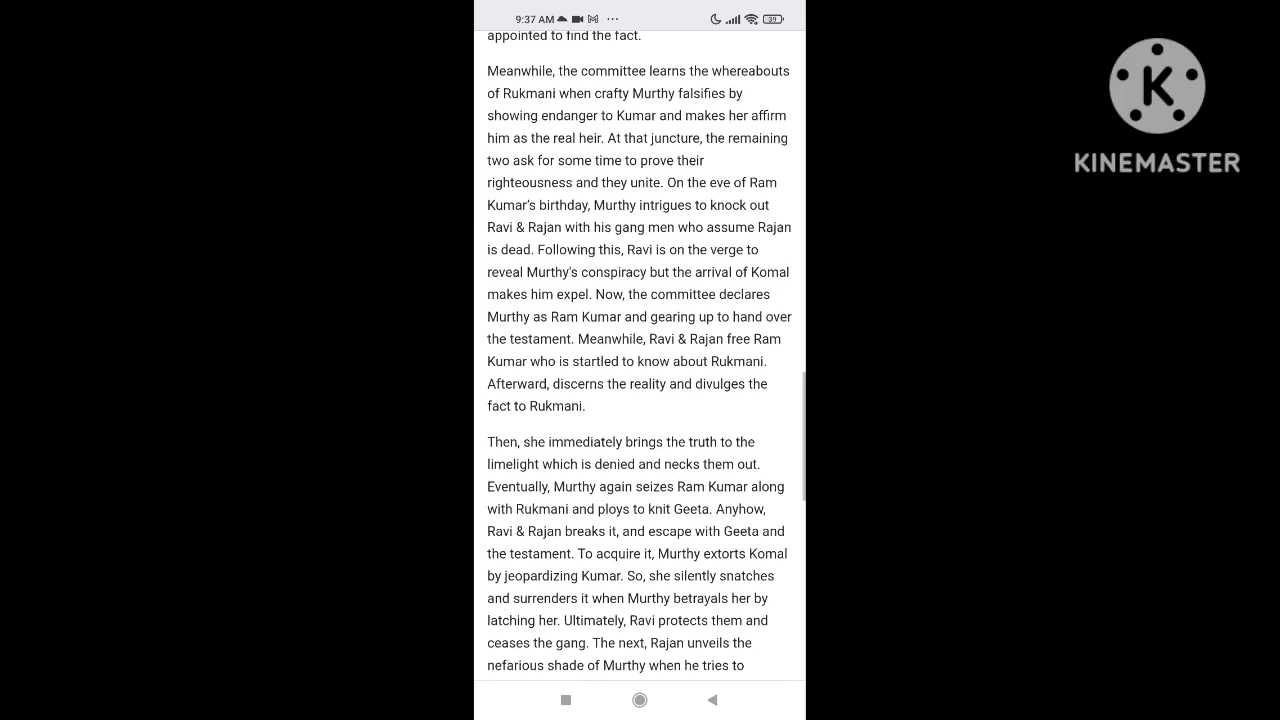 9:37 AM ...
39
appointed to find the fact.
KINEMASTER
Meanwhile, the committee learns the whereabouts
of Rukmani when crafty Murthy falsifies by
showing endanger to Kumar and makes her affirm
him as the real heir. At that juncture, the remaining
two ask for some time to prove their
righteousness and they unite. On the eve of Ram
Kumar's birthday, Murthy intrigues to knock out
Ravi & Rajan with his gang men who assume Rajan
is dead. Following this, Ravi is on the verge to
reveal Murthy's conspiracy but the arrival of Komal
makes him expel. Now, the committee declares
Murthy as Ram Kumar and gearing up to hand over
the testament. Meanwhile, Ravi & Rajan free Ram
Kumar who is startled to know about Rukmani.
Afterward, discerns the reality and divulges the
fact to Rukmani.
Then, she immediately brings the truth to the
limelight which is denied and necks them out.
Eventually, Murthy again seizes Ram Kumar along
with Rukmani and ploys to knit Geeta. Anyhow,
Ravi & Rajan breaks it, and escape with Geeta and
the testament. To acquire it, Murthy extorts Komal
by jeopardizing Kumar. So, she silently snatches
and surrenders it when Murthy betrayals her by
latching her. Ultimately, Ravi protects them and
ceases the gang. The next, Rajan unveils the
nefarious shade of Murthy when he tries to